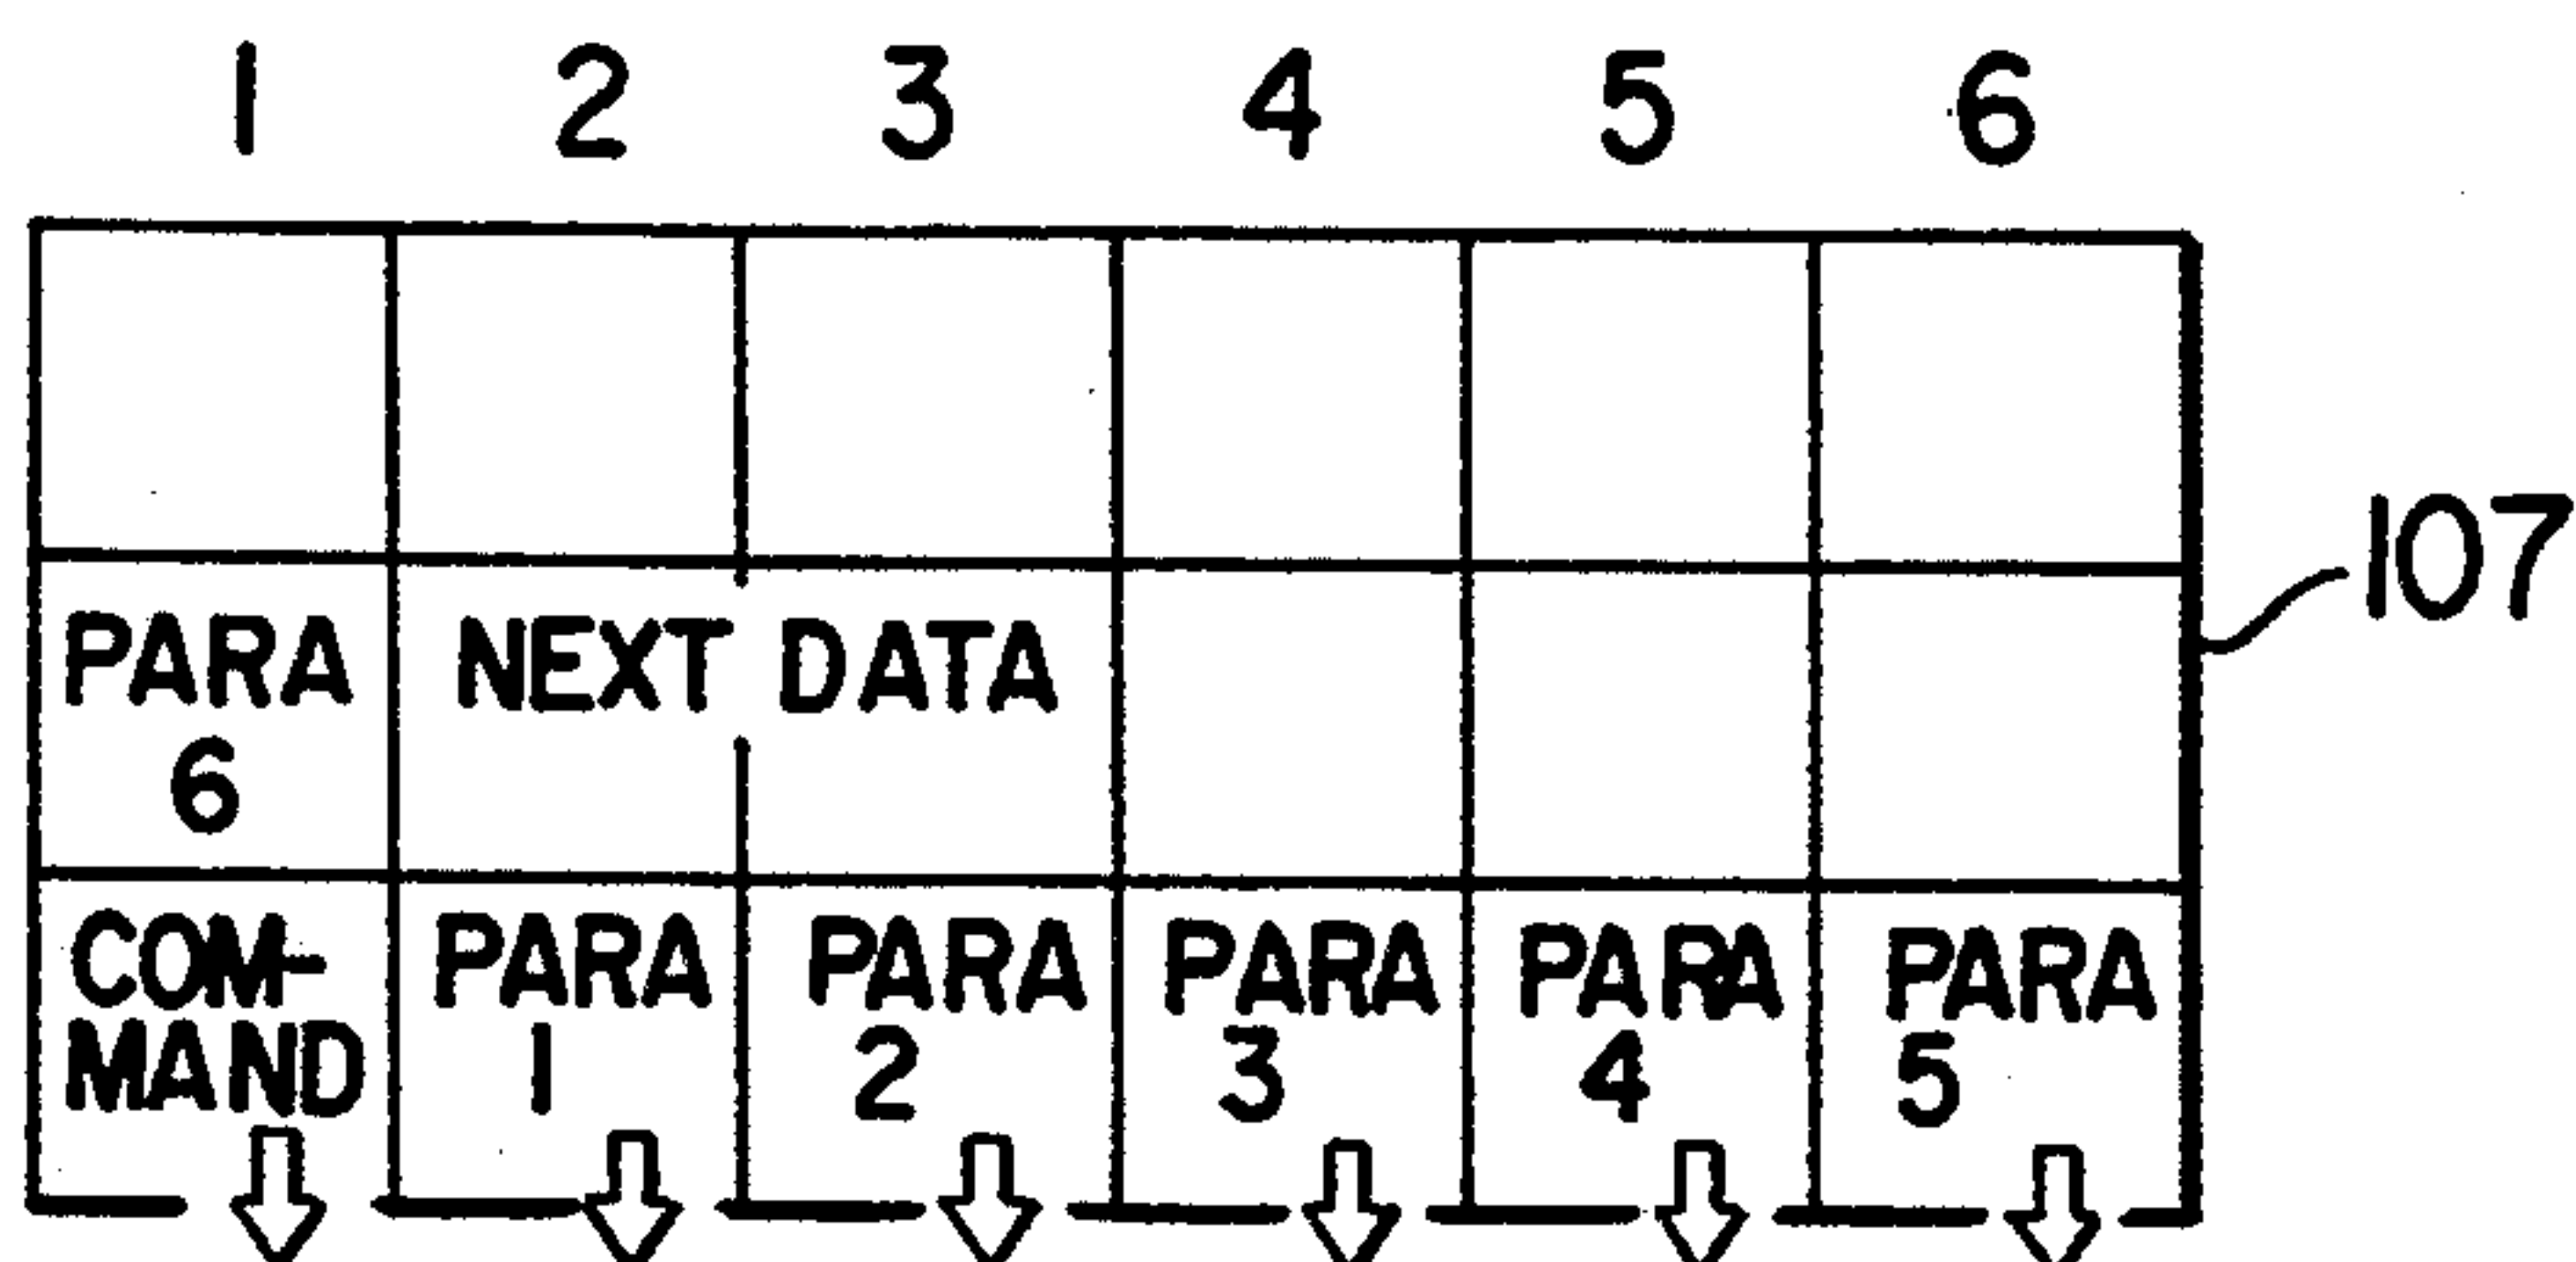 1 2 3 4 5 6
107
PARA NEXT DATA
6
COM- PARA PARA PARA PARA PARA
MAND 1 2 3 4 5